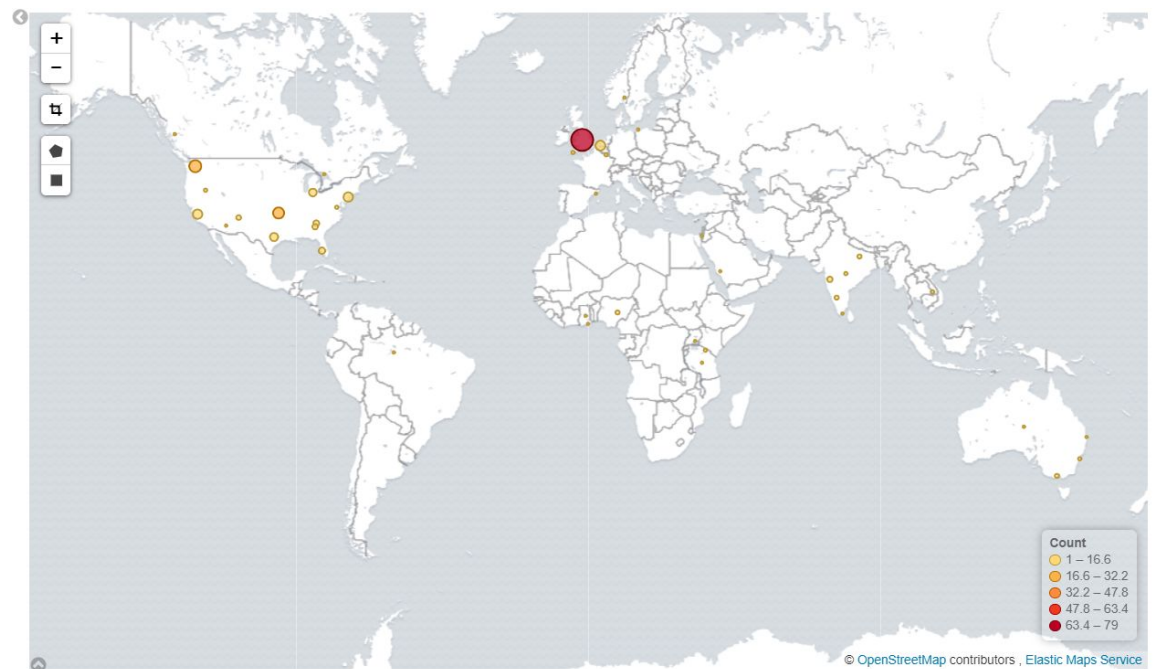 +
−
Count
1 – 16.6
16.6 – 32.2
32.2 – 47.8
47.8 – 63.4
63.4 – 79
© OpenStreetMap contributors , Elastic Maps Service